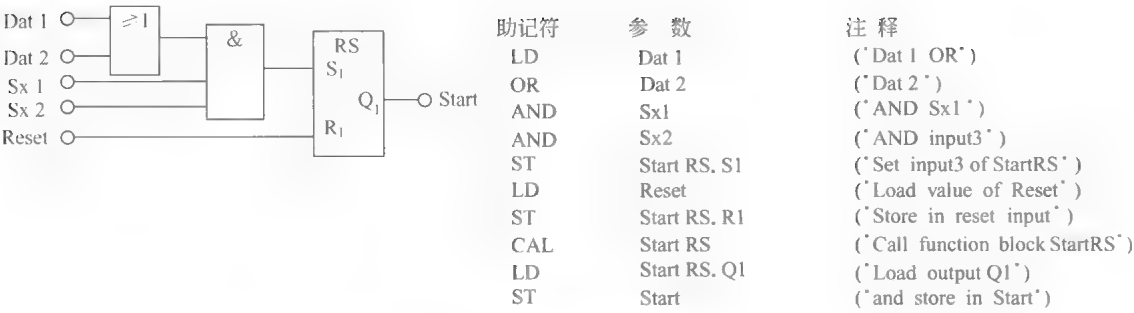 Dat 1
≥1
Dat 2
&
Sx 1
Sx 2
Reset
RS
S1
Q1
R1
Start
助记符 参 数 注 释
LD Dat 1 (*Dat 1 OR*)
OR Dat 2 (*Dat 2*)
AND Sx1 (*AND Sx1*)
AND Sx2 (*AND input3*)
ST Start RS. S1 (*Set input3 of StartRS*)
LD Reset (*Load value of Reset*)
ST Start RS. R1 (*Store in reset input*)
CAL Start RS (*Call function block StartRS*)
LD Start RS. Q1 (*Load output Q1*)
ST Start (*and store in Start*)